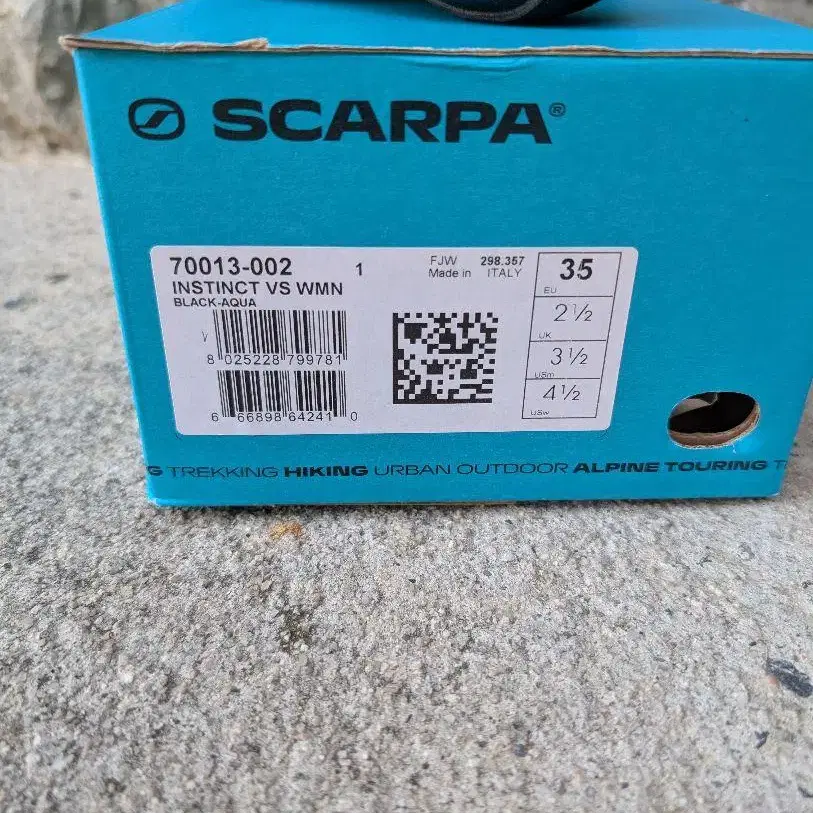 SCARPA®
70013-002 1 FJW 298.357
Made in ITALY
INSTINCT VS WMN
BLACK-AQUA
35
EU
2½
UK
3½
USm
4½
USw
8 025228 799781
6 66898 64241 0
G TREKKING HIKING URBAN OUTDOOR ALPINE TOURING T